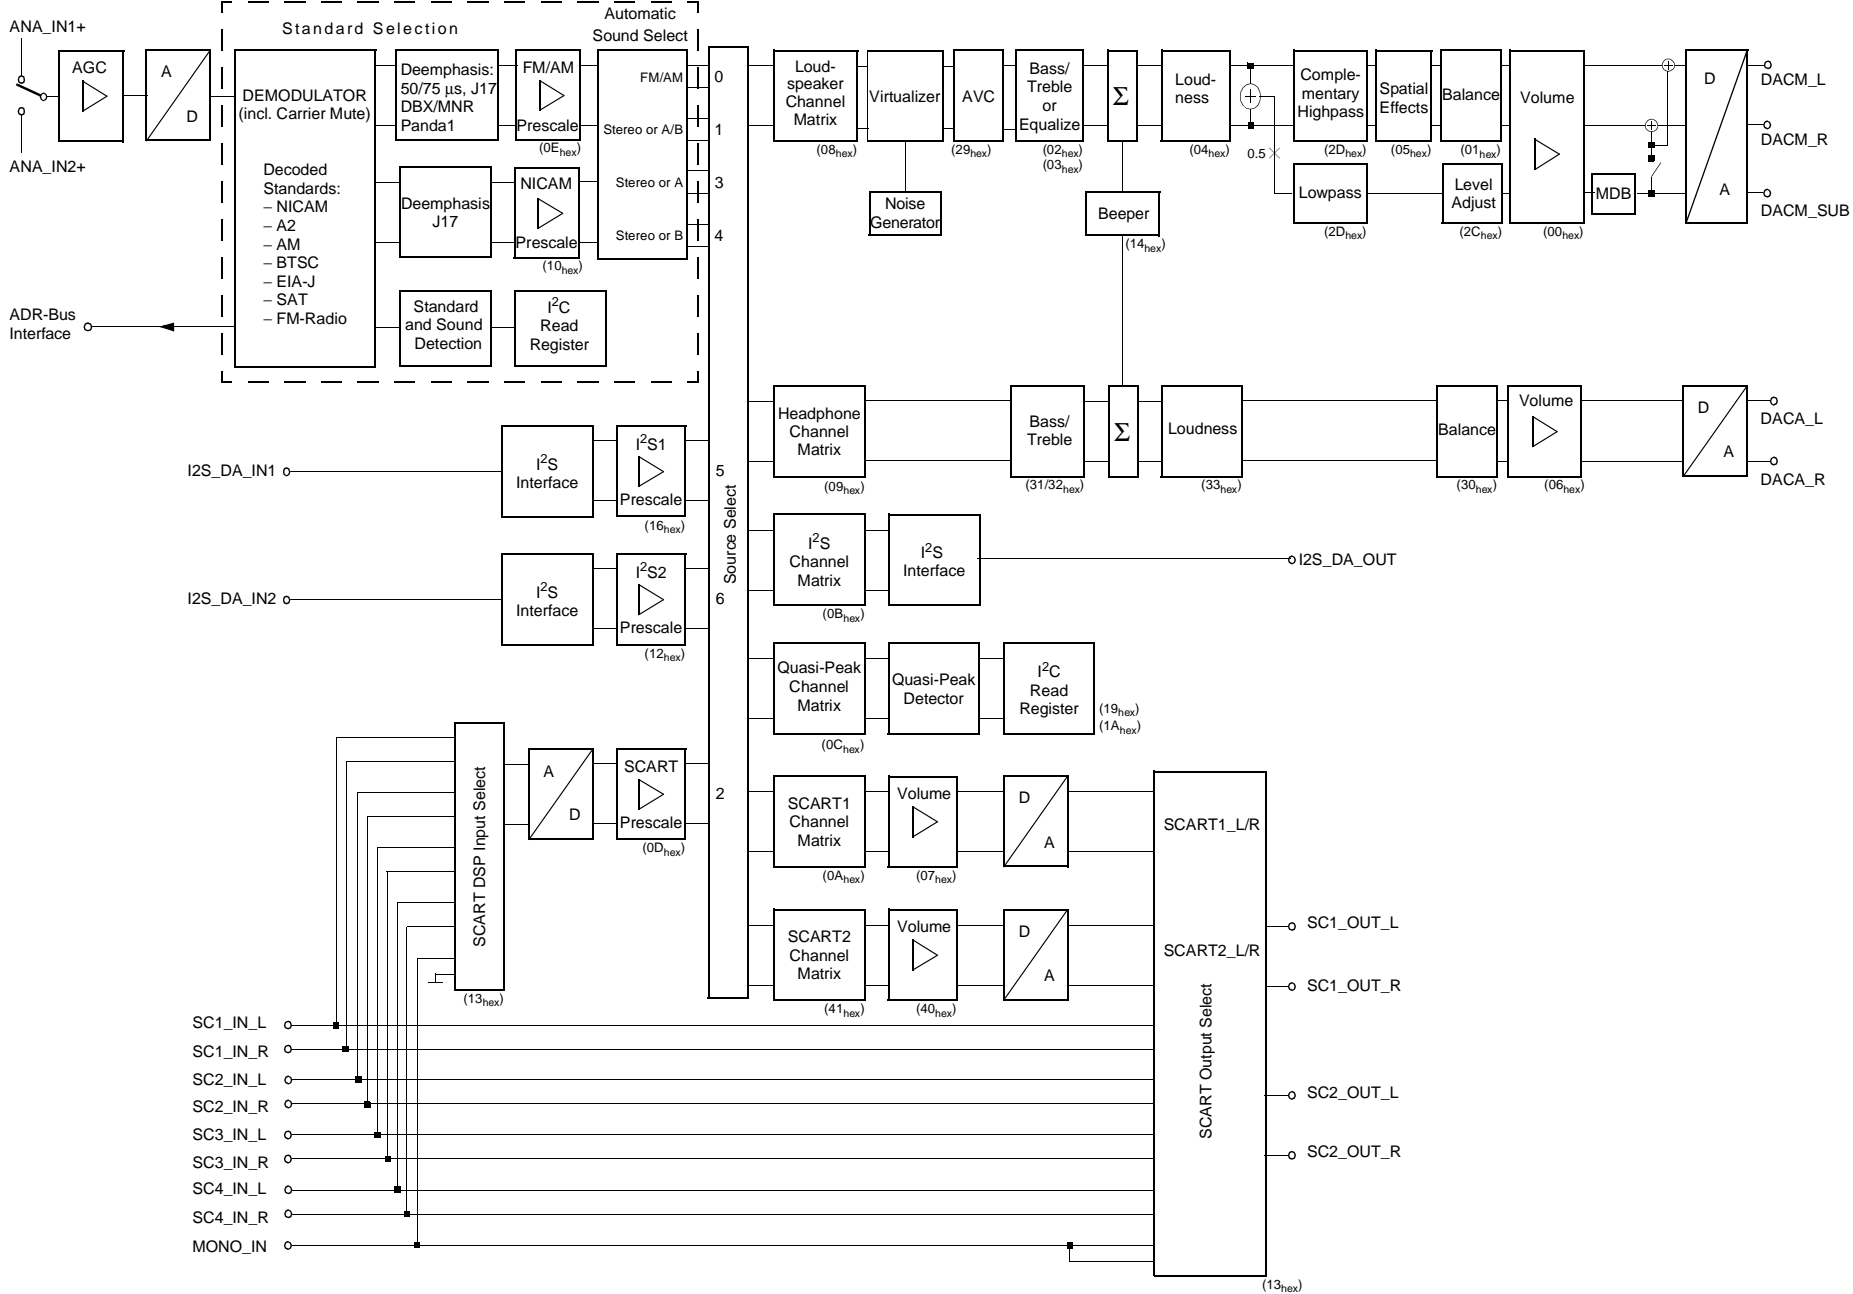 ANA_IN1+
ANA_IN2+
AGC
A
D
Standard Selection
Automatic
Sound Select
DEMODULATOR
(incl. Carrier Mute)
Decoded
Standards:
– NICAM
– A2
– AM
– BTSC
– EIA-J
– SAT
– FM-Radio
Deemphasis:
50/75 μs, J17
DBX/MNR
Panda1
FM/AM
Prescale
(0Ehex)
Deemphasis
J17
NICAM
Prescale
(10hex)
FM/AM
Stereo or A/B
Stereo or A
Stereo or B
Standard
and Sound
Detection
I2C
Read
Register
ADR-Bus
Interface
0
1
3
4
5
6
2
Source Select
Loud-
speaker
Channel
Matrix
(08hex)
Virtualizer
Noise
Generator
AVC
(29hex)
Bass/
Treble
or
Equalize
(02hex)
(03hex)
Σ
Beeper
(14hex)
Loud-
ness
(04hex)
0.5
Comple-
mentary
Highpass
(2Dhex)
Lowpass
(2Dhex)
Spatial
Effects
(05hex)
Balance
(01hex)
Level
Adjust
(2Chex)
Volume
(00hex)
MDB
D
A
DACM_L
DACM_R
DACM_SUB
Headphone
Channel
Matrix
(09hex)
Bass/
Treble
(31/32hex)
Σ
Loudness
(33hex)
Balance
(30hex)
Volume
(06hex)
D
A
DACA_L
DACA_R
I2S_DA_IN1
I2S
Interface
I2S1
Prescale
(16hex)
I2S_DA_IN2
I2S
Interface
I2S2
Prescale
(12hex)
I2S
Channel
Matrix
(0Bhex)
I2S
Interface
I2S_DA_OUT
Quasi-Peak
Channel
Matrix
(0Chex)
Quasi-Peak
Detector
I2C
Read
Register
(19hex)
(1Ahex)
SCART DSP Input Select
(13hex)
A
D
SCART
Prescale
(0Dhex)
SCART1
Channel
Matrix
(0Ahex)
Volume
(07hex)
D
A
SCART2
Channel
Matrix
(41hex)
Volume
(40hex)
D
A
SCART1_L/R
SCART2_L/R
SCART Output Select
(13hex)
SC1_OUT_L
SC1_OUT_R
SC2_OUT_L
SC2_OUT_R
SC1_IN_L
SC1_IN_R
SC2_IN_L
SC2_IN_R
SC3_IN_L
SC3_IN_R
SC4_IN_L
SC4_IN_R
MONO_IN